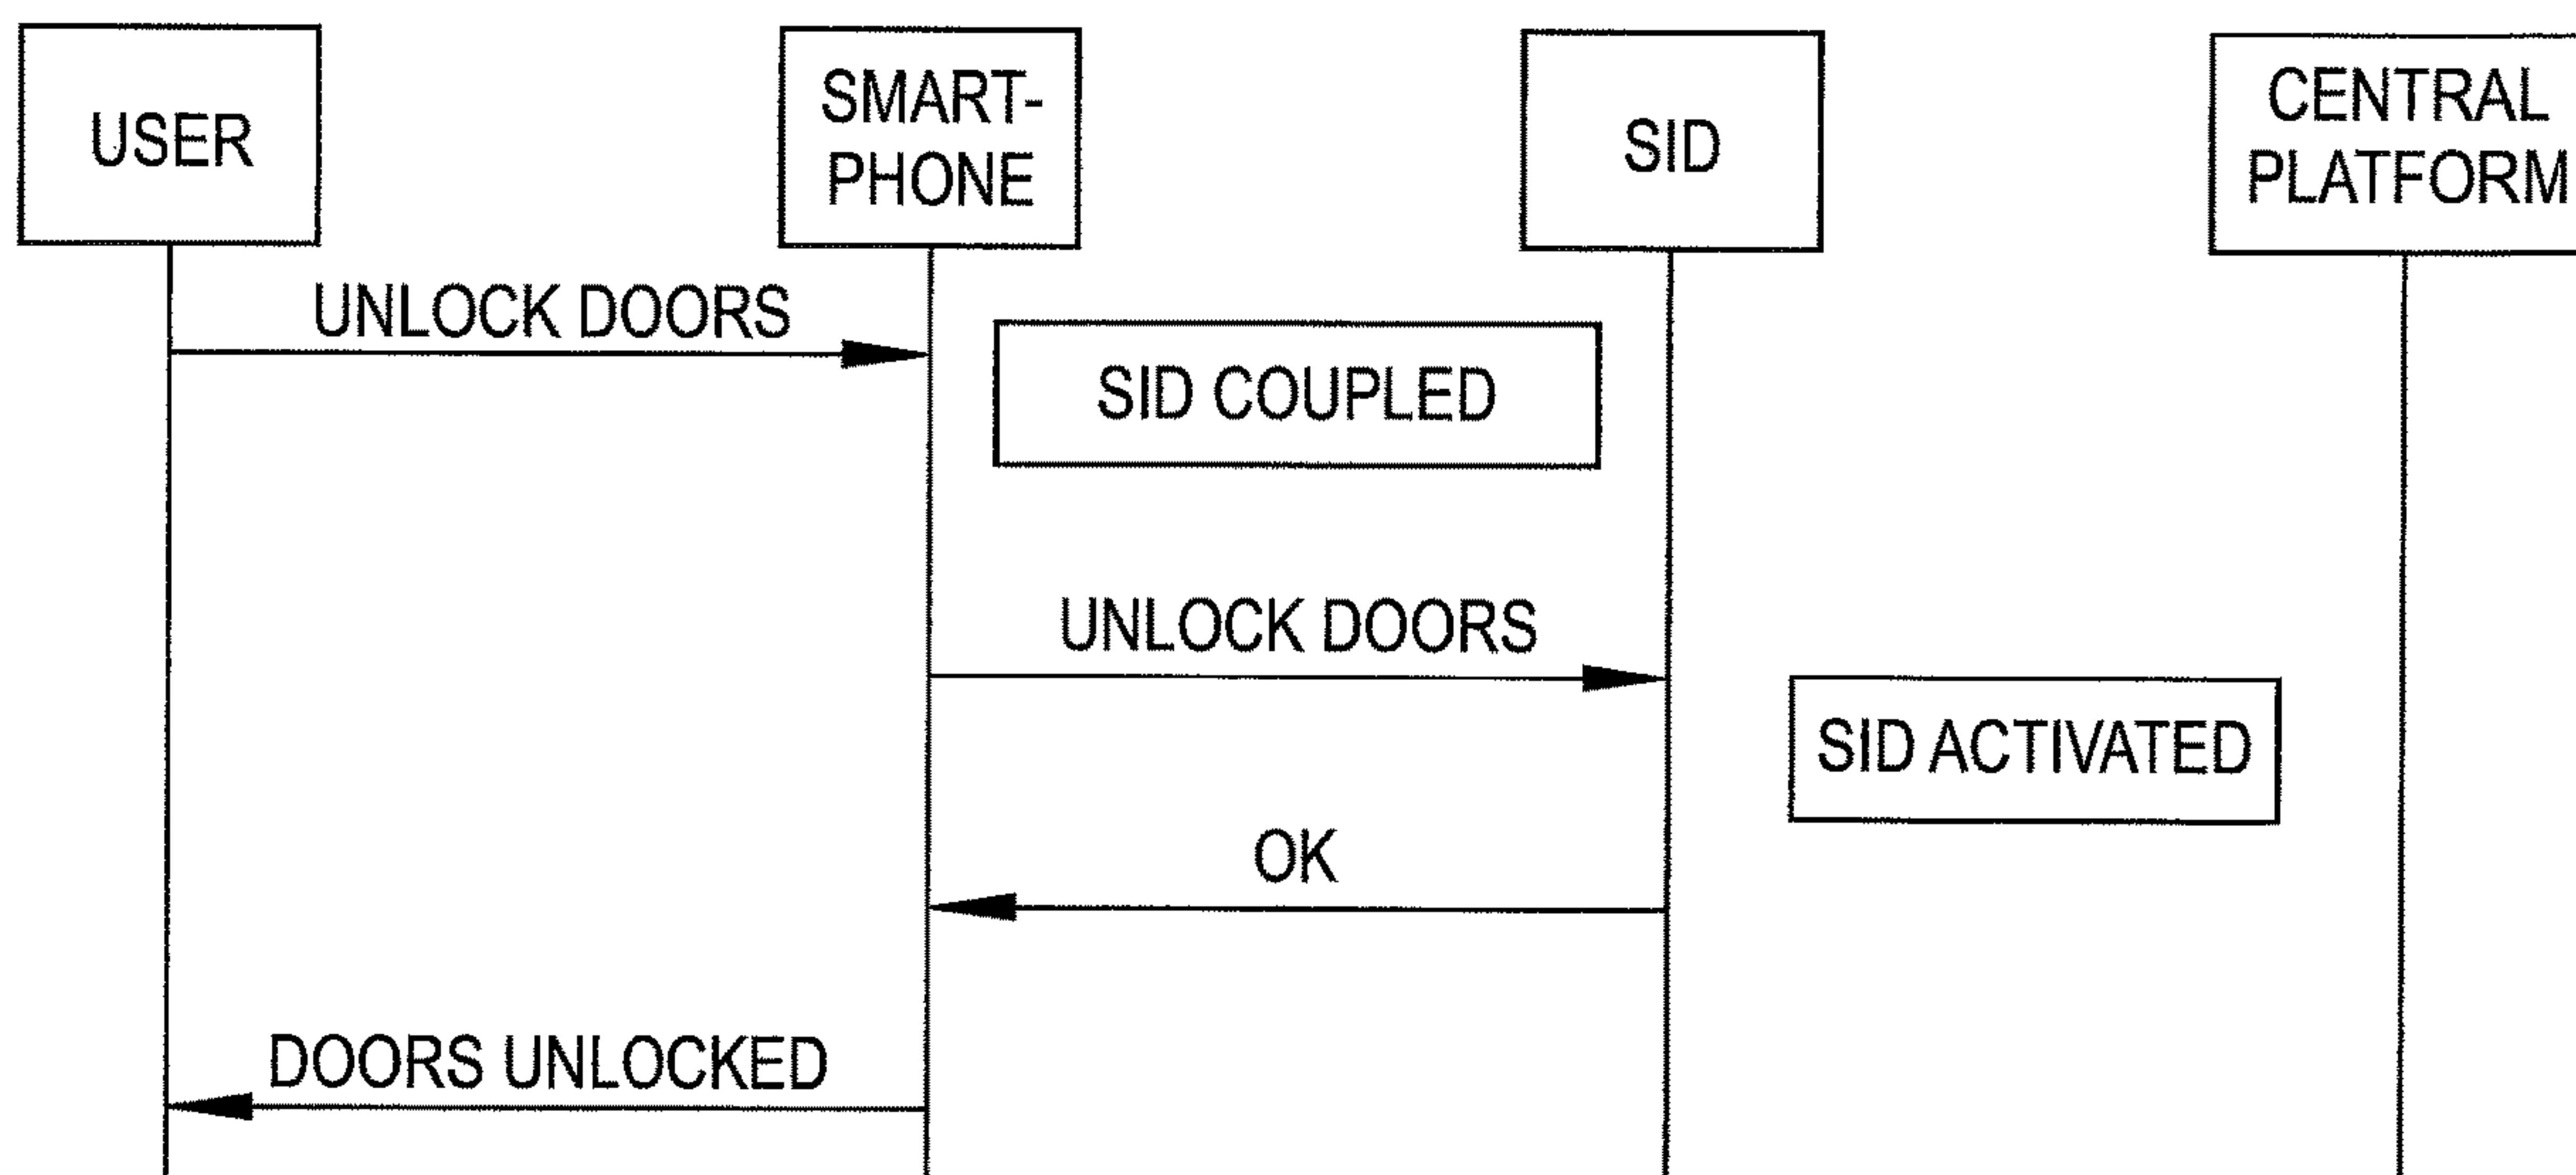 USER
SMART-
PHONE
SID
CENTRAL
PLATFORM
UNLOCK DOORS
SID COUPLED
UNLOCK DOORS
SID ACTIVATED
OK
DOORS UNLOCKED